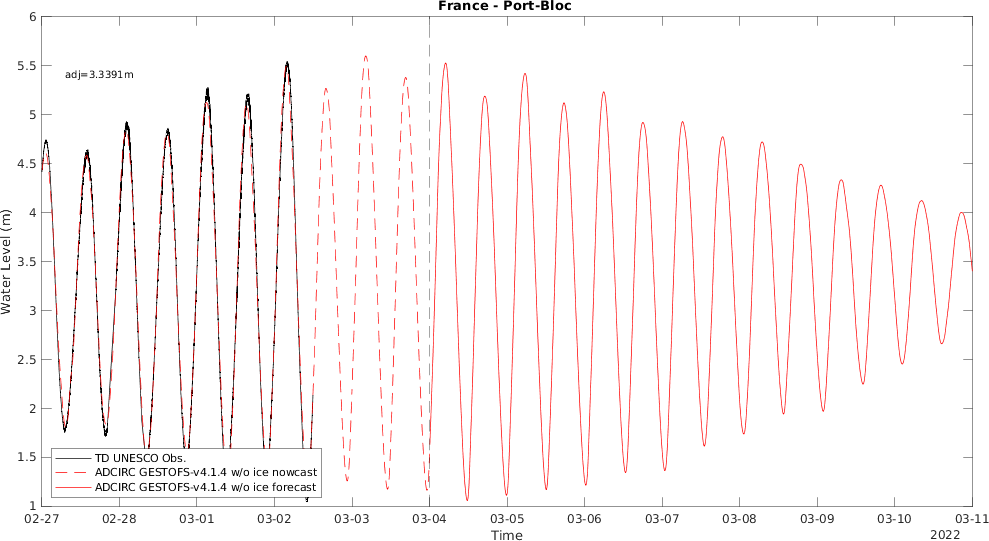 France - Port-Bloc
6
5.5
5
4.5
4
3.5
3
2.5
2
1.5
1
Water Level (m)
adj=3.3391m
TD UNESCO Obs.
ADCIRC GESTOFS-v4.1.4 w/o ice nowcast
ADCIRC GESTOFS-v4.1.4 w/o ice forecast
02-27 02-28 03-01 03-02 03-03 03-04 03-05 03-06 03-07 03-08 03-09 03-10 03-11
Time
2022